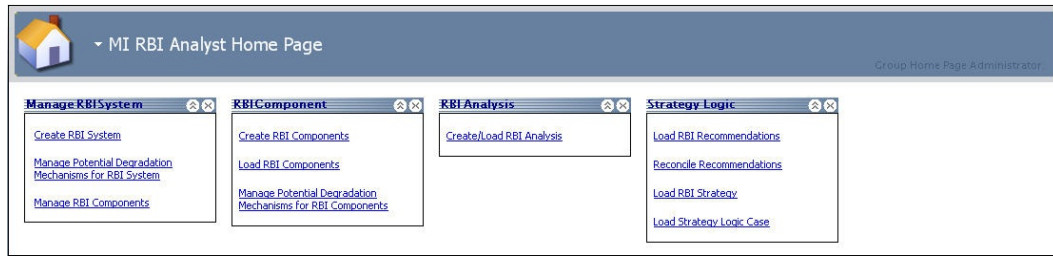 MI RBI Analyst Home Page
Group Home Page Administrator
Manage RBI System
Create RBI System
Manage Potential Degradation
Mechanisms for RBI System
Manage RBI Components
RBI Component
Create RBI Components
Load RBI Components
Manage Potential Degradation
Mechanisms for RBI Components
RBI Analysis
Create/Load RBI Analysis
Strategy Logic
Load RBI Recommendations
Reconcile Recommendations
Load RBI Strategy
Load Strategy Logic Case